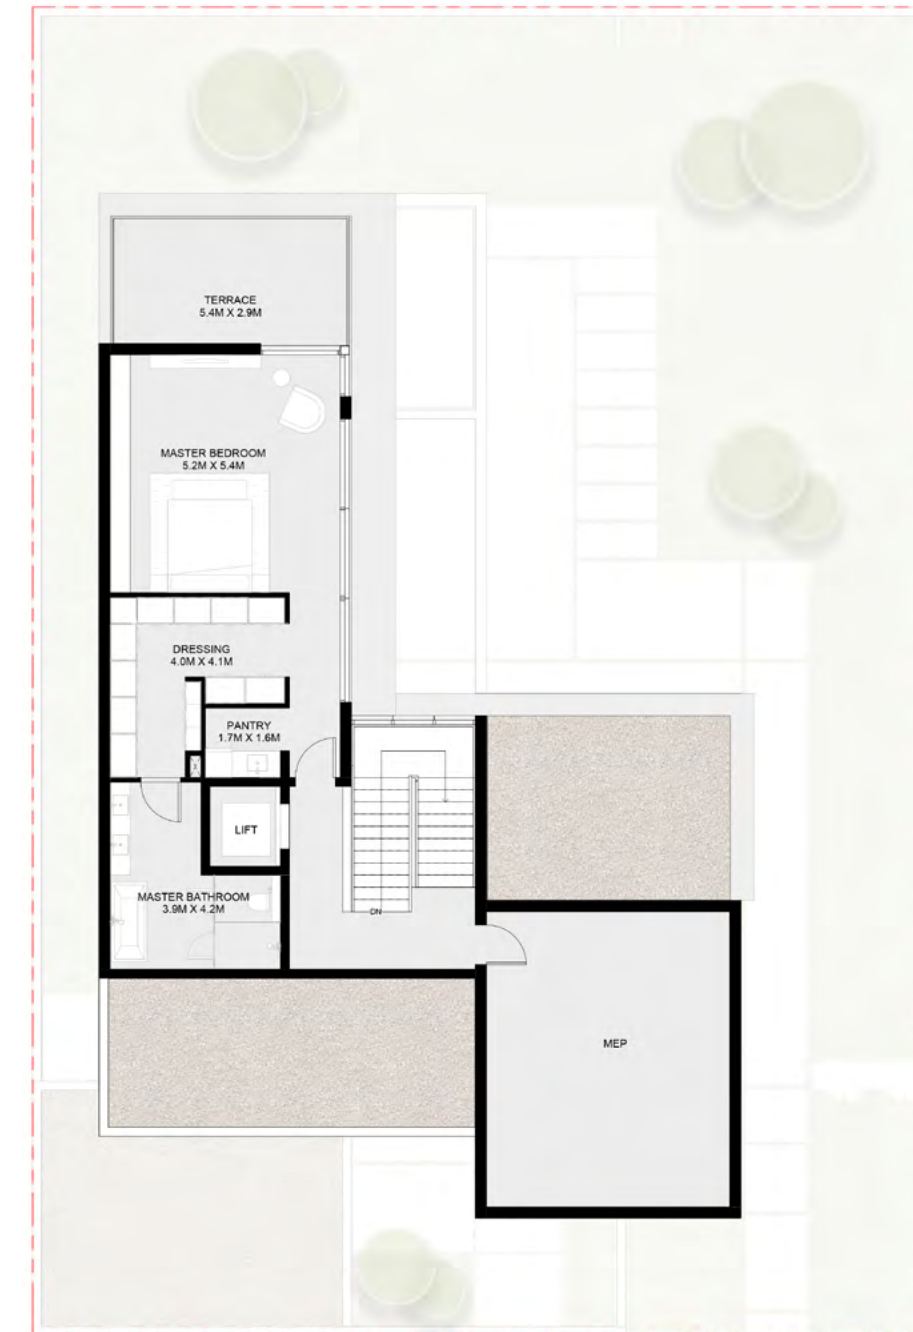 TERRACE
5.4M X 2.9M
MASTER BEDROOM
5.2M X 5.4M
DRESSING
4.0M X 4.1M
PANTRY
1.7M X 1.6M
LIFT
MASTER BATHROOM
3.9M X 4.2M
DN
MEP